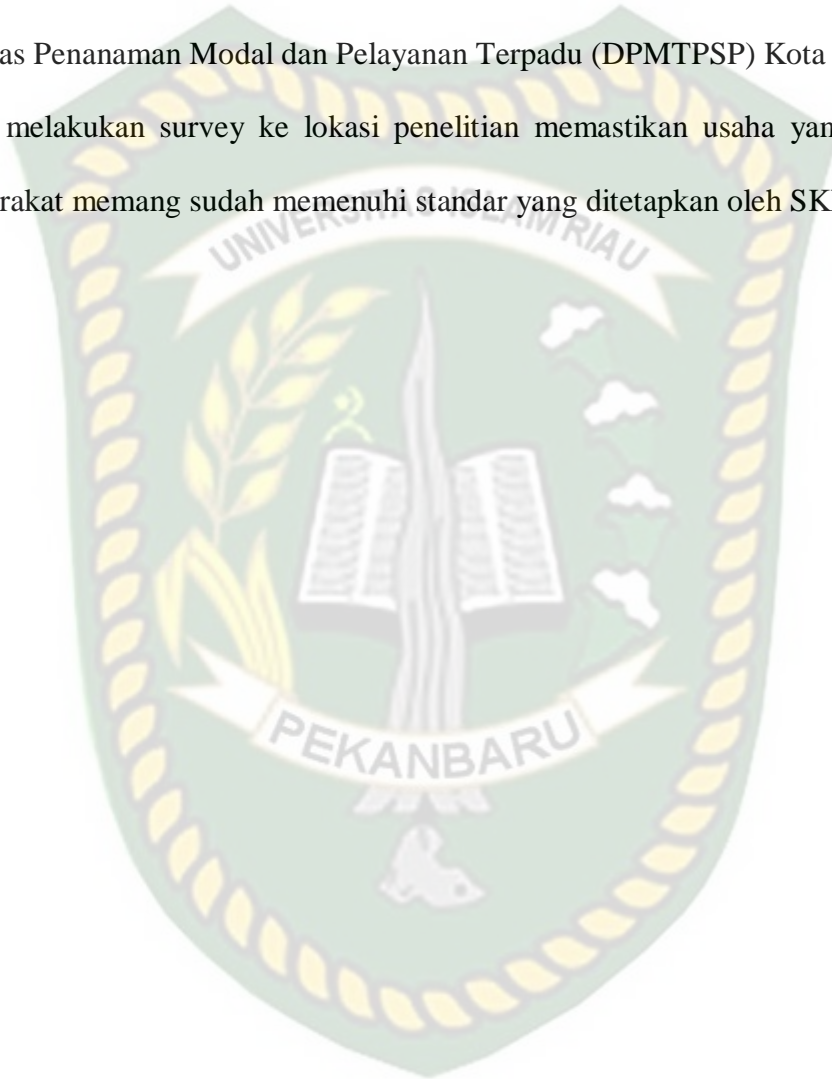 as Penanaman Modal dan Pelayanan Terpadu (DPMTPSP) Kota
melakukan survey ke lokasi penelitian memastikan usaha yan
rakat memang sudah memenuhi standar yang ditetapkan oleh SK
UNIVERSITAS ISLAM RIAU
PEKANBARU